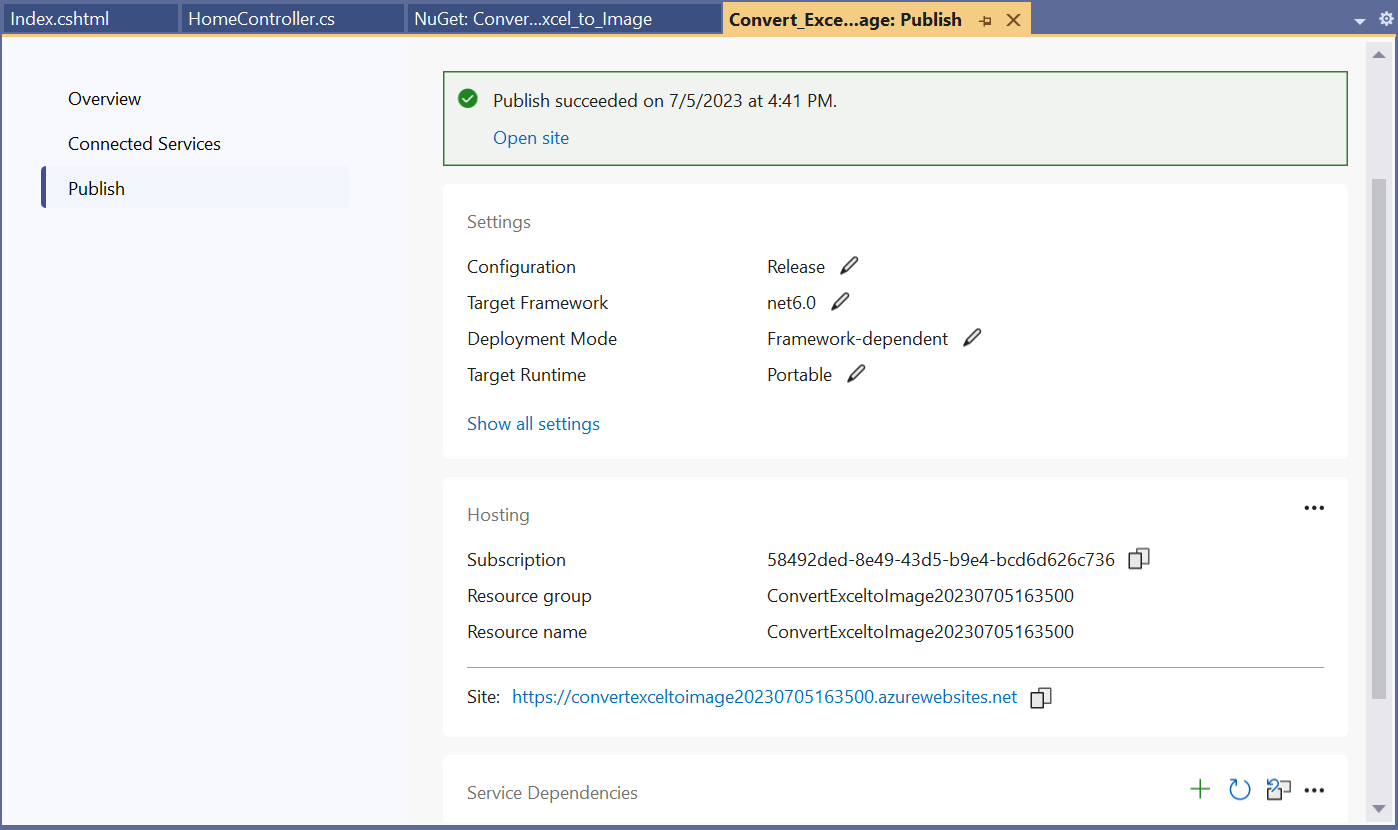 Index.cshtml HomeController.cs NuGet: Conver...xcel_to_Image Convert_Exce...age: Publish
Overview
Connected Services
Publish
Publish succeeded on 7/5/2023 at 4:41 PM.
Open site
Settings
Configuration Release
Target Framework net6.0
Deployment Mode Framework-dependent
Target Runtime Portable
Show all settings
Hosting
Subscription 58492ded-8e49-43d5-b9e4-bcd6d626c736
Resource group ConvertExceltoImage20230705163500
Resource name ConvertExceltoImage20230705163500
Site: https://convertexceltoimage20230705163500.azurewebsites.net
Service Dependencies